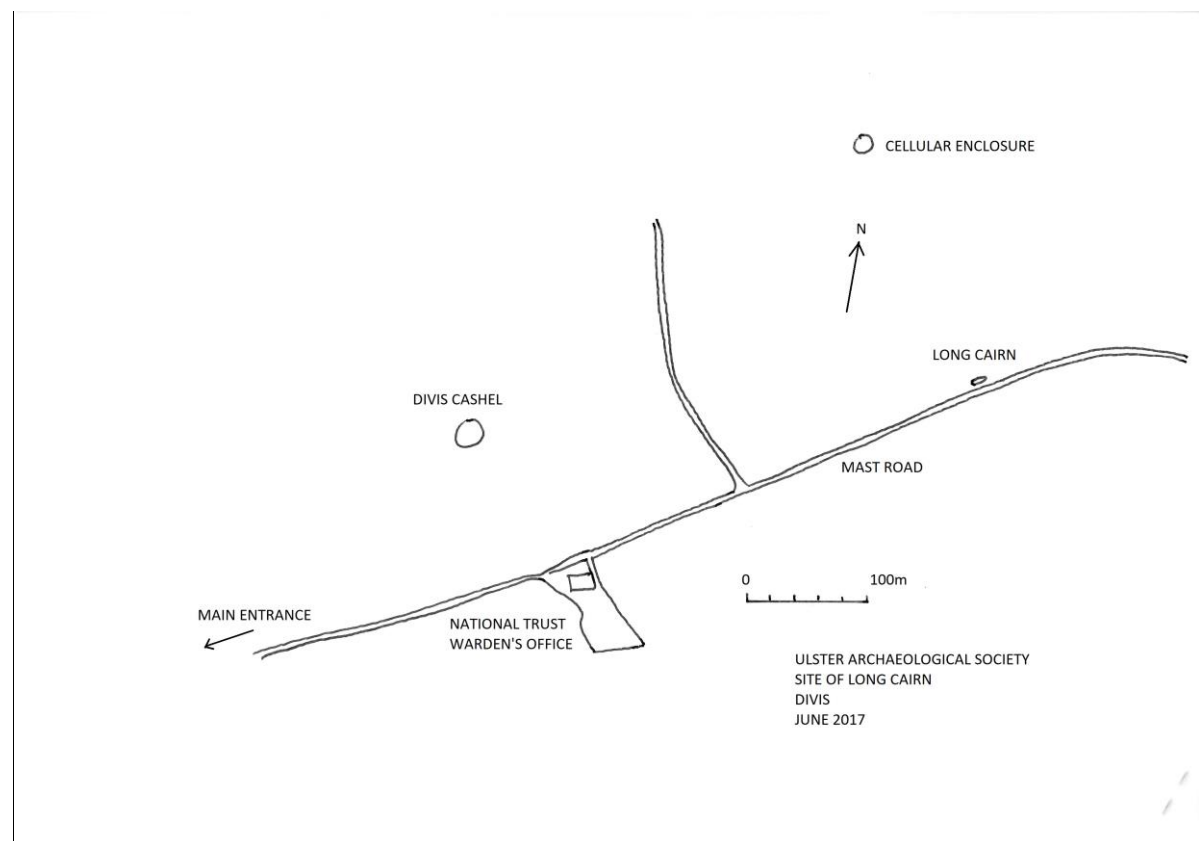 CELLULAR ENCLOSURE
N
LONG CAIRN
DIVIS CASHEL
MAST ROAD
0 100m
MAIN ENTRANCE
NATIONAL TRUST
WARDEN'S OFFICE
ULSTER ARCHAEOLOGICAL SOCIETY
SITE OF LONG CAIRN
DIVIS
JUNE 2017